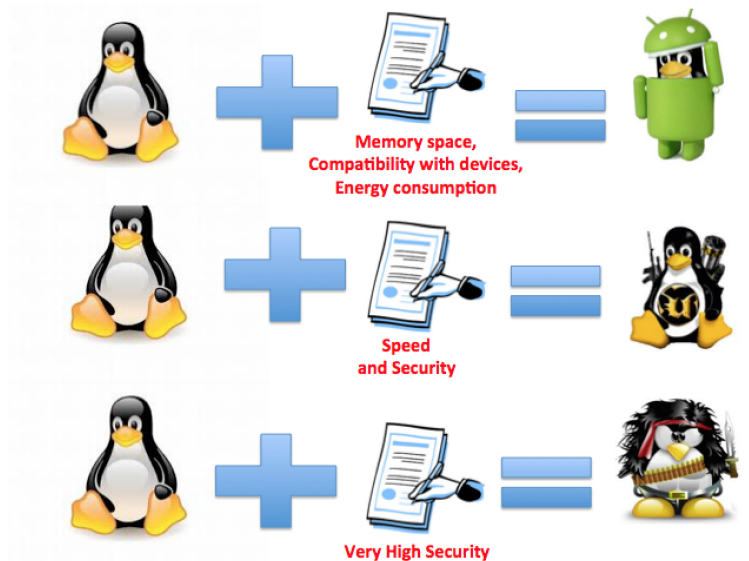 Memory space,
Compatibility with devices,
Energy consumption
Speed
and Security
Very High Security